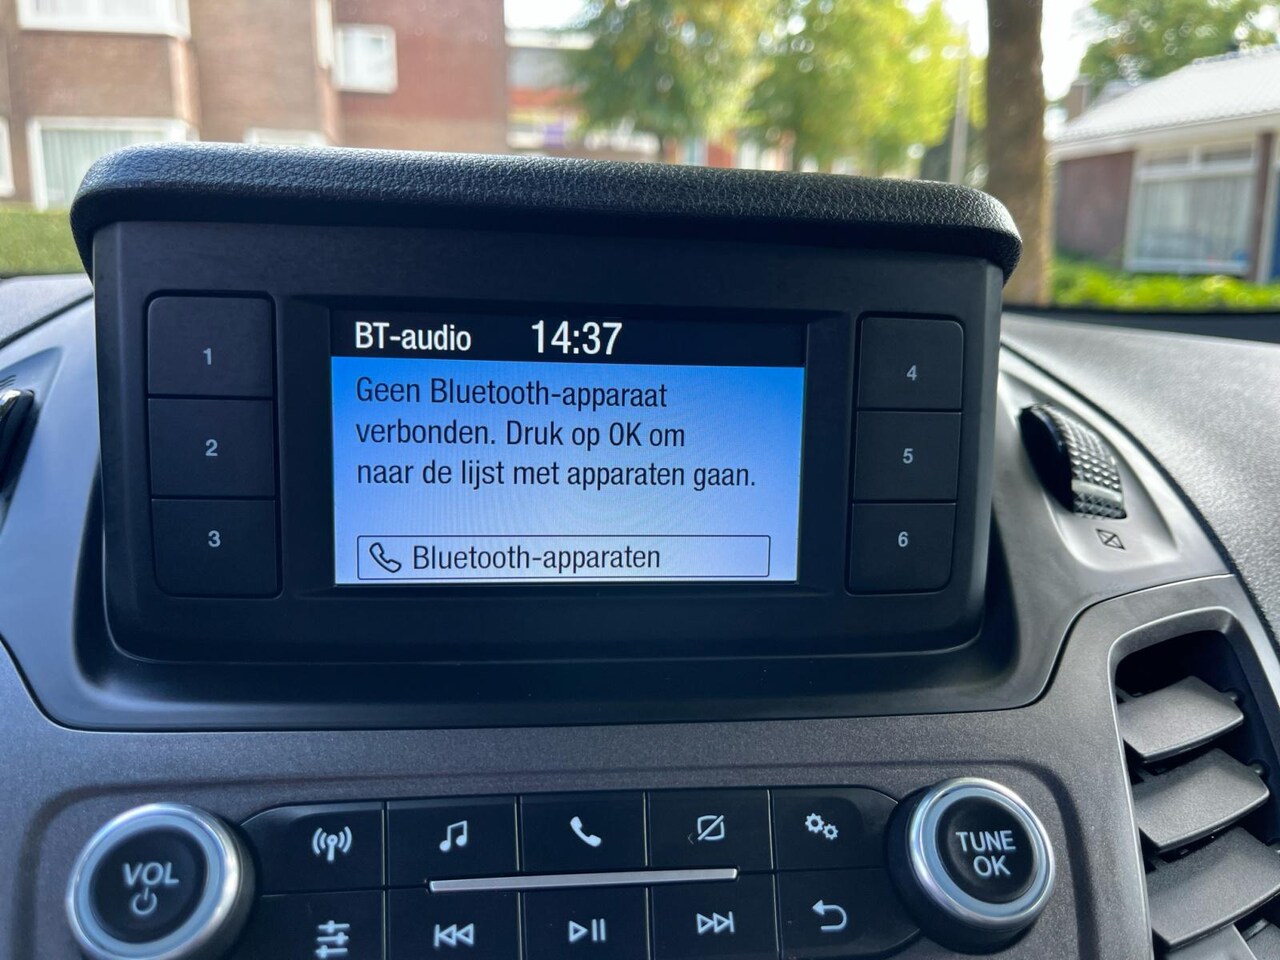 BT-audio 14:37
Geen Bluetooth-apparaat
verbonden. Druk op OK om
naar de lijst met apparaten gaan.
Bluetooth-apparaten
1
2
3
4
5
6
VOL
TUNE
OK